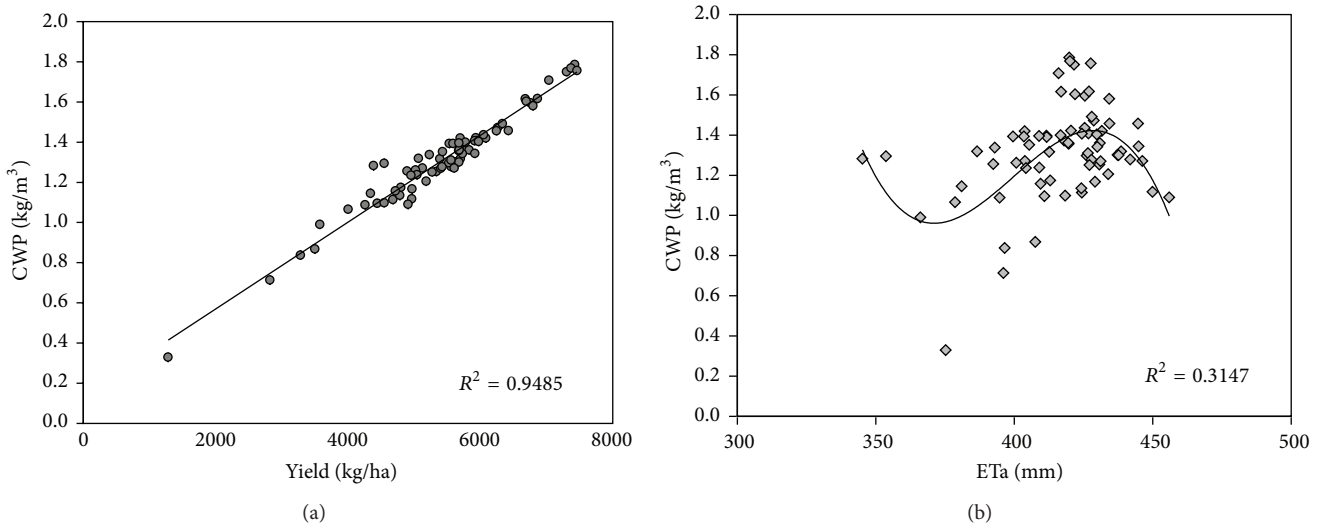 2.0
1.8
1.6
1.4
1.2
1.0
0.8
0.6
0.4
0.2
0.0
CWP (kg/m³)
R² = 0.9485
0 2000 4000 6000 8000
Yield (kg/ha)
(a)
2.0
1.8
1.6
1.4
1.2
1.0
0.8
0.6
0.4
0.2
0.0
CWP (kg/m³)
R² = 0.3147
300 350 400 450 500
ETa (mm)
(b)